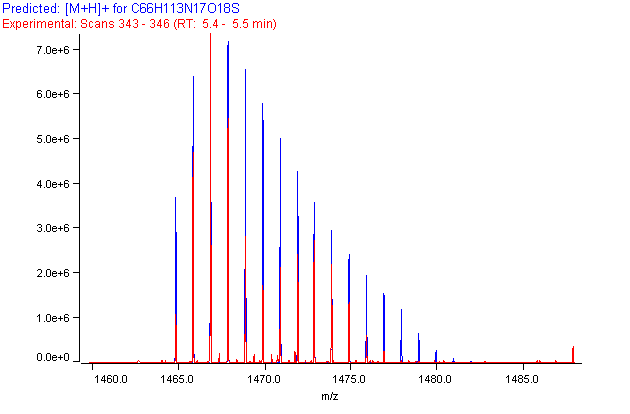 Predicted: [M+H]+ for C66H113N17O18S
Experimental: Scans 343 - 346 (RT: 5.4 - 5.5 min)
7.0e+6
6.0e+6
5.0e+6
4.0e+6
3.0e+6
2.0e+6
1.0e+6
0.0e+0
1460.0 1465.0 1470.0 1475.0 1480.0 1485.0
m/z